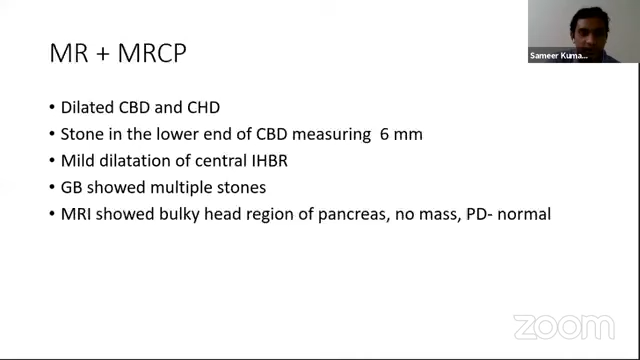 MR + MRCP
Sameer Kuma...
• Dilated CBD and CHD
• Stone in the lower end of CBD measuring  6 mm
• Mild dilatation of central IHBR
• GB showed multiple stones
• MRI showed bulky head region of pancreas, no mass, PD- normal
zoom